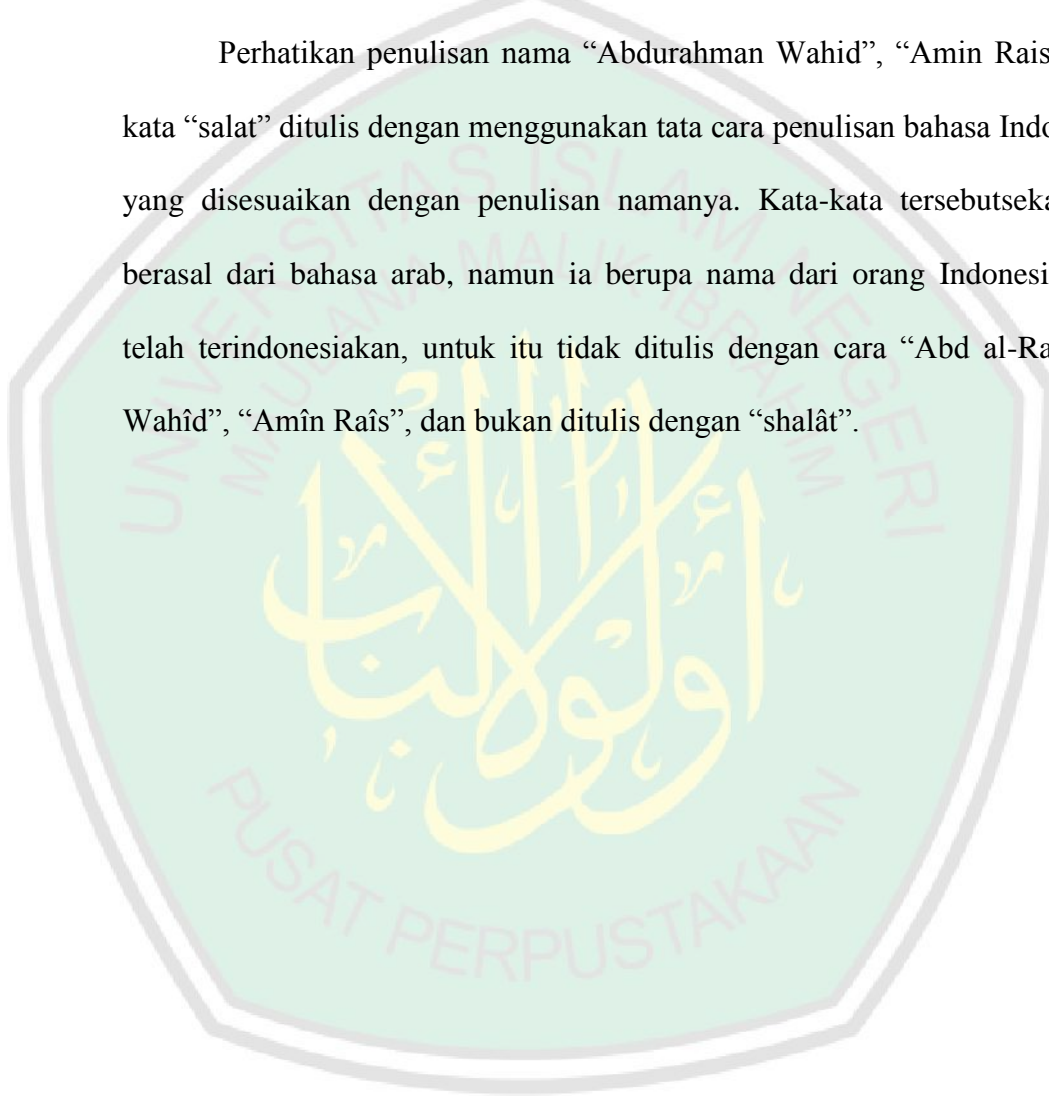 Perhatikan penulisan nama “Abdurahman Wahid”, “Amin Rais
kata “salat” ditulis dengan menggunakan tata cara penulisan bahasa Indo
yang disesuaikan dengan penulisan namanya. Kata-kata tersebutseka
berasal dari bahasa arab, namun ia berupa nama dari orang Indonesi
telah terindonesiakan, untuk itu tidak ditulis dengan cara “Abd al-Ra
Wahîd”, “Amîn Raîs”, dan bukan ditulis dengan “shalât”.
UNIVERSITAS ISLAM NEGERI
MAULANA MALIK IBRAHIM
أولوا الألباب
PUSAT PERPUSTAKAAN